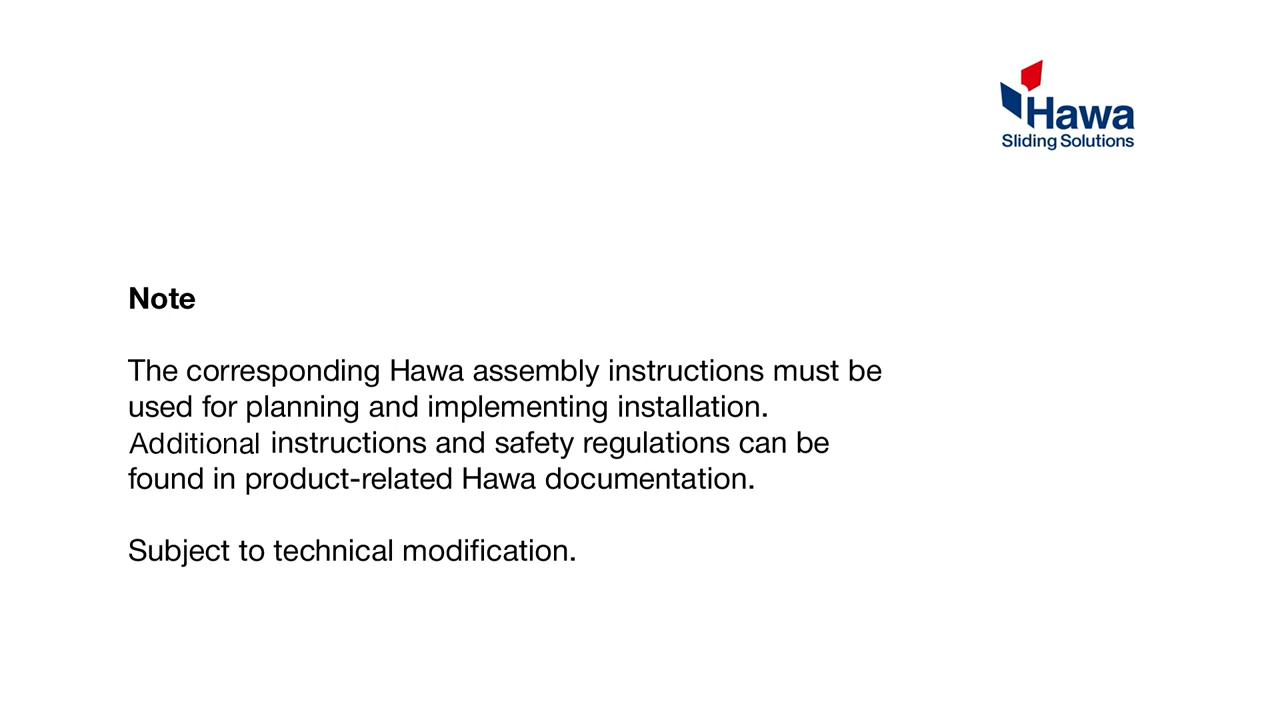 Hawa
Sliding Solutions
Note
The corresponding Hawa assembly instructions must be
used for planning and implementing installation.
Additional instructions and safety regulations can be
found in product-related Hawa documentation.
Subject to technical modification.